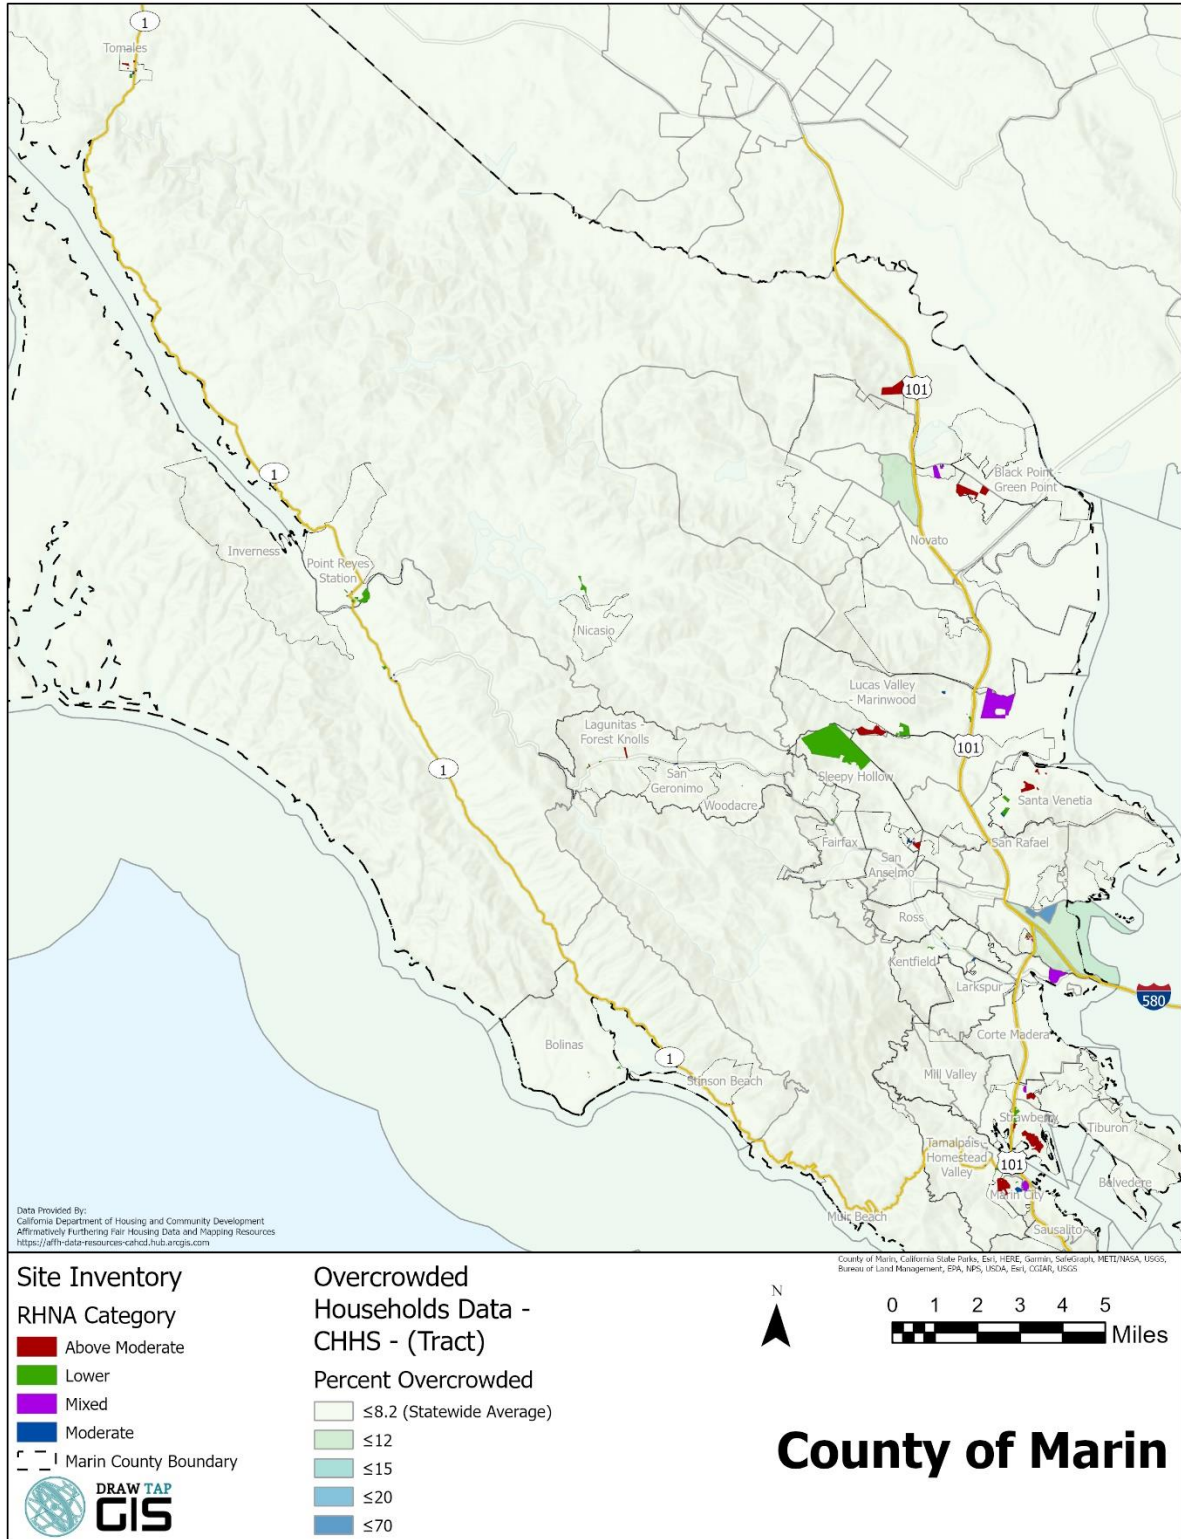 1
Tomales
101
Black Point -
Green Point
Novato
1
Inverness
Point Reyes
Station
Nicasio
Lucas Valley
- Marinwood
Lagunitas -
Forest Knolls
101
1
San
Geronimo
Sleepy Hollow
Woodacre
Santa Venetia
Fairfax
San Rafael
San
Anselmo
Ross
Kentfield
Larkspur
580
Corte Madera
Bolinas
1
Mill Valley
Stinson Beach
Strawberry
Tiburon
Tamalpais -
Homestead
Valley
101
Belvedere
Marin City
Muir Beach
Sausalito
Data Provided By:
California Department of Housing and Community Development
Affirmatively Furthering Fair Housing Data and Mapping Resources
https://affh-data-resources-cahcd.hub.arcgis.com
County of Marin, California State Parks, Esri, HERE, Garmin, SafeGraph, METI/NASA, USGS,
Bureau of Land Management, EPA, NPS, USDA, Esri, CGIAR, USGS
Site Inventory
RHNA Category
Above Moderate
Lower
Mixed
Moderate
Marin County Boundary
DRAW TAP
GIS
Overcrowded
Households Data -
CHHS - (Tract)
Percent Overcrowded
≤8.2 (Statewide Average)
≤12
≤15
≤20
≤70
N
0 1 2 3 4 5
Miles
County of Marin